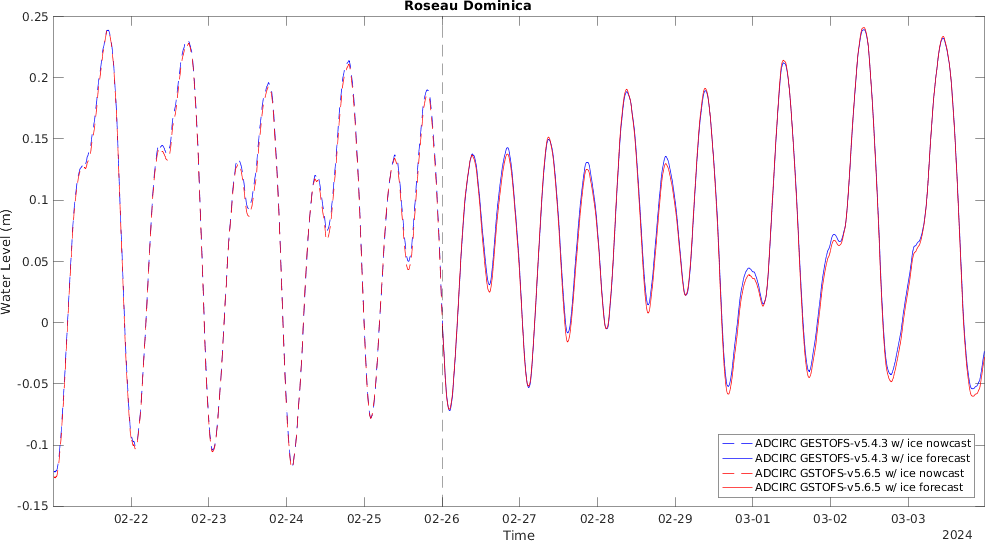 Roseau Dominica
0.25
0.2
0.15
0.1
0.05
0
-0.05
-0.1
-0.15
Water Level (m)
02-22 02-23 02-24 02-25 02-26 02-27 02-28 02-29 03-01 03-02 03-03
Time
2024
ADCIRC GESTOFS-v5.4.3 w/ ice nowcast
ADCIRC GESTOFS-v5.4.3 w/ ice forecast
ADCIRC GSTOFS-v5.6.5 w/ ice nowcast
ADCIRC GSTOFS-v5.6.5 w/ ice forecast